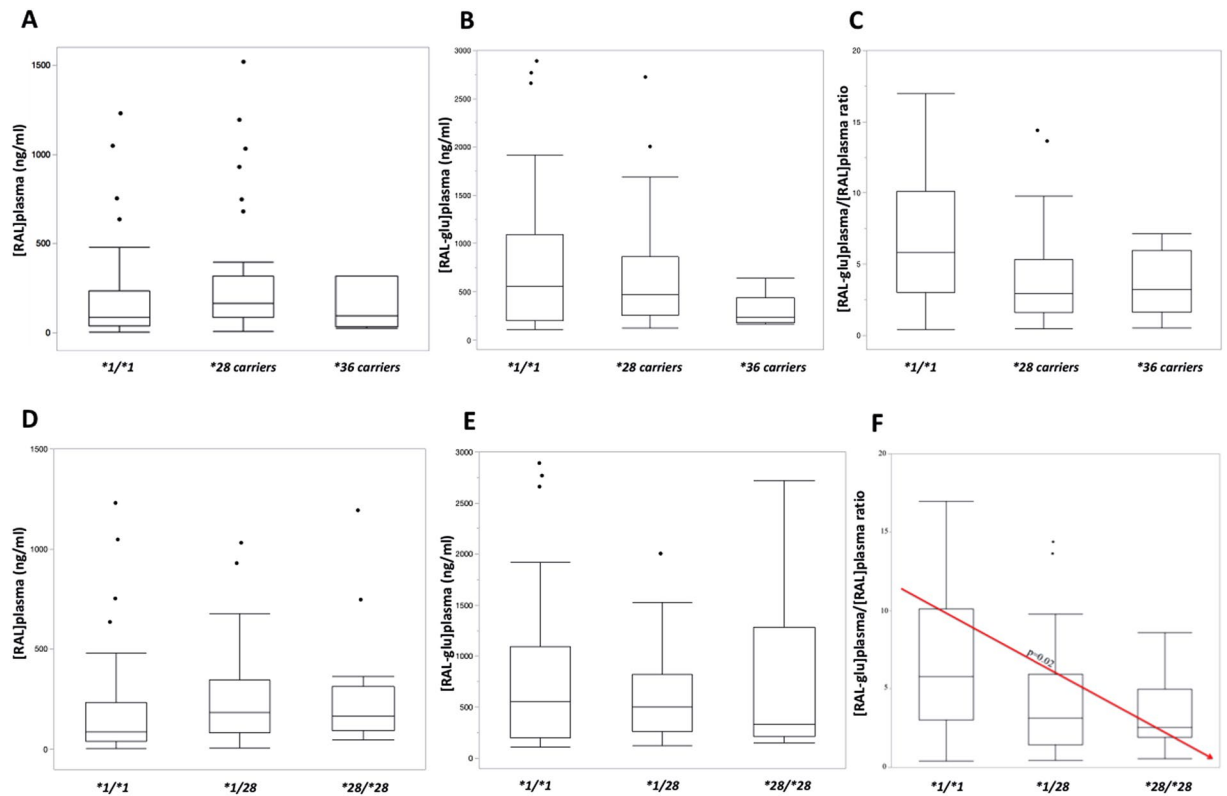 A
[RAL]plasma (ng/ml)
1500
1000
500
0
*1/*1
*28 carriers
*36 carriers
B
[RAL-glu]plasma (ng/ml)
3000
2500
2000
1500
1000
500
0
*1/*1
*28 carriers
*36 carriers
C
[RAL-glu]plasma/[RAL]plasma ratio
20
15
10
5
0
*1/*1
*28 carriers
*36 carriers
D
[RAL]plasma (ng/ml)
1500
1000
500
0
*1/*1
*1/28
*28/*28
E
[RAL-glu]plasma (ng/ml)
3000
2500
2000
1500
1000
500
0
*1/*1
*1/28
*28/*28
F
[RAL-glu]plasma/[RAL]plasma ratio
20
15
10
5
0
p=0.02
*1/*1
*1/28
*28/*28